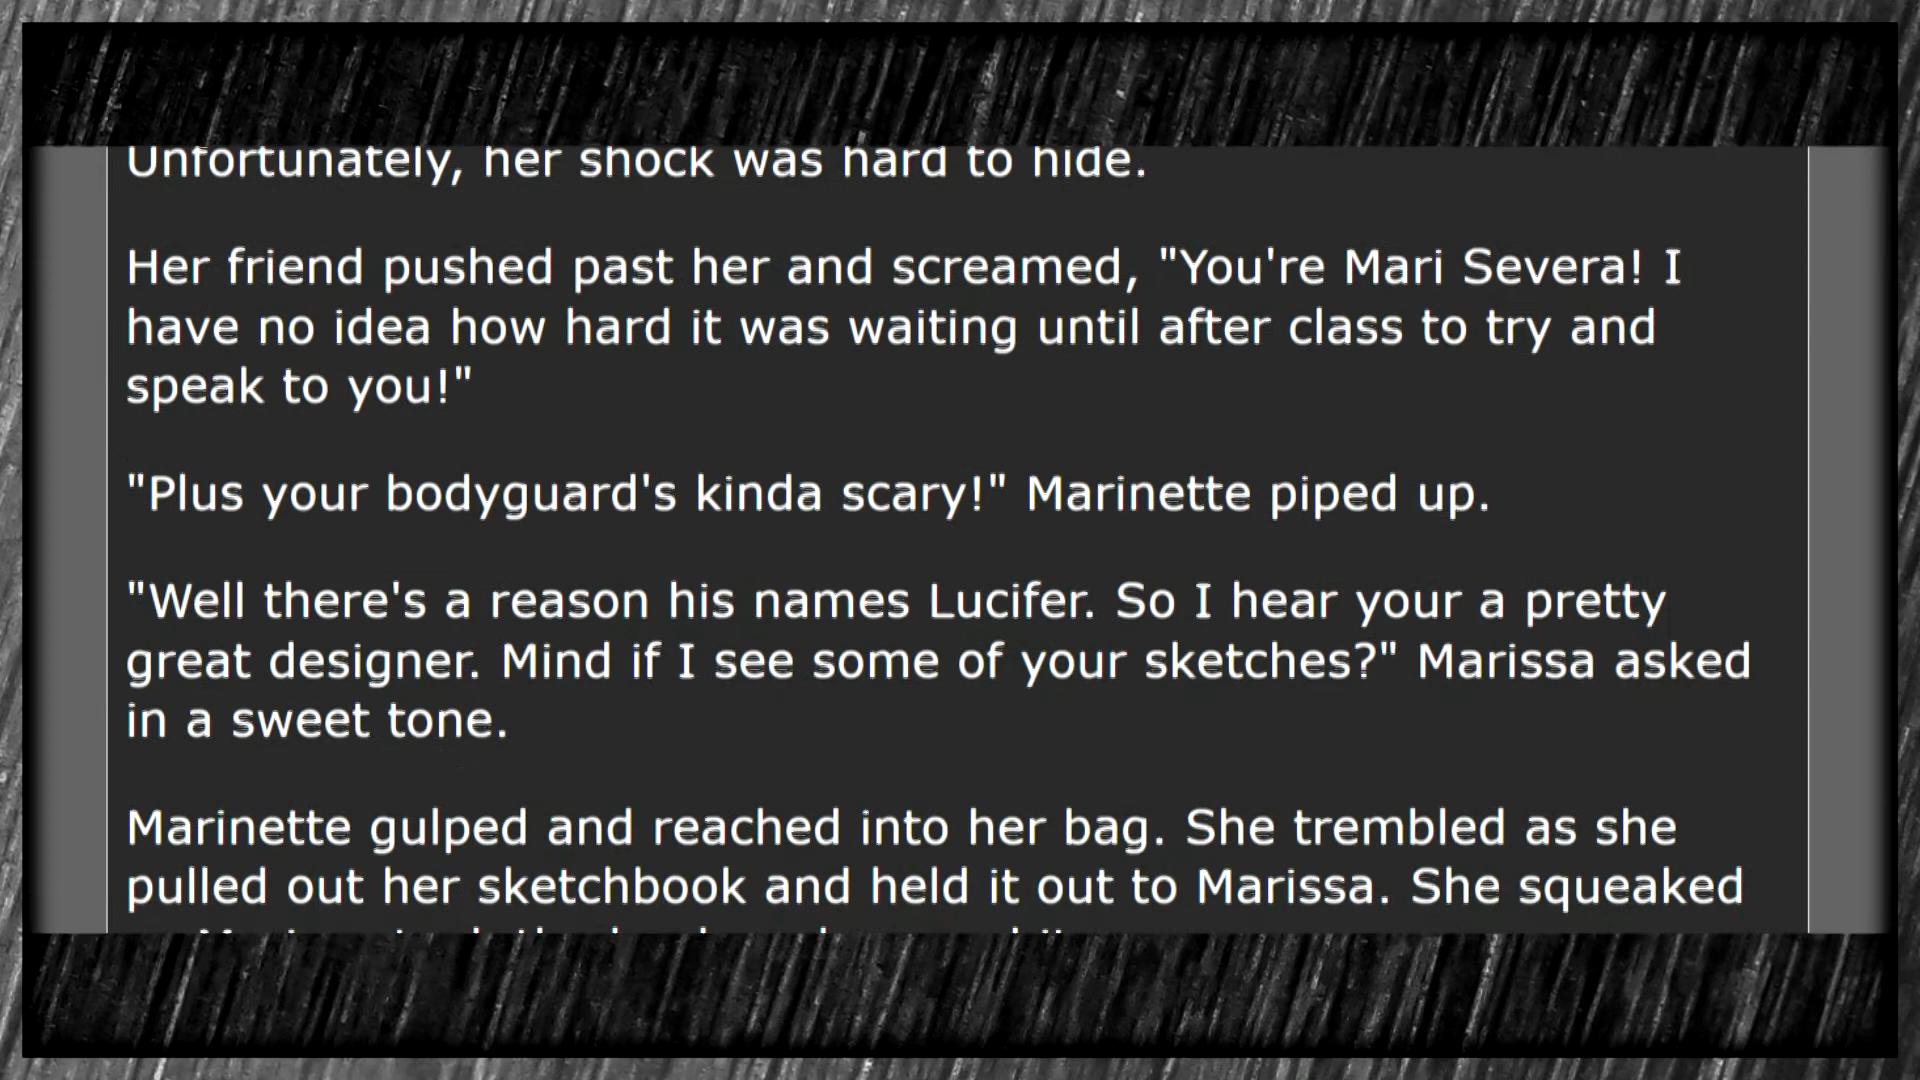 Unfortunately, her shock was hard to hide.
Her friend pushed past her and screamed, "You're Mari Severa! I
have no idea how hard it was waiting until after class to try and
speak to you!"
"Plus your bodyguard's kinda scary!" Marinette piped up.
"Well there's a reason his names Lucifer. So I hear your a pretty
great designer. Mind if I see some of your sketches?" Marissa asked
in a sweet tone.
Marinette gulped and reached into her bag. She trembled as she
pulled out her sketchbook and held it out to Marissa. She squeaked